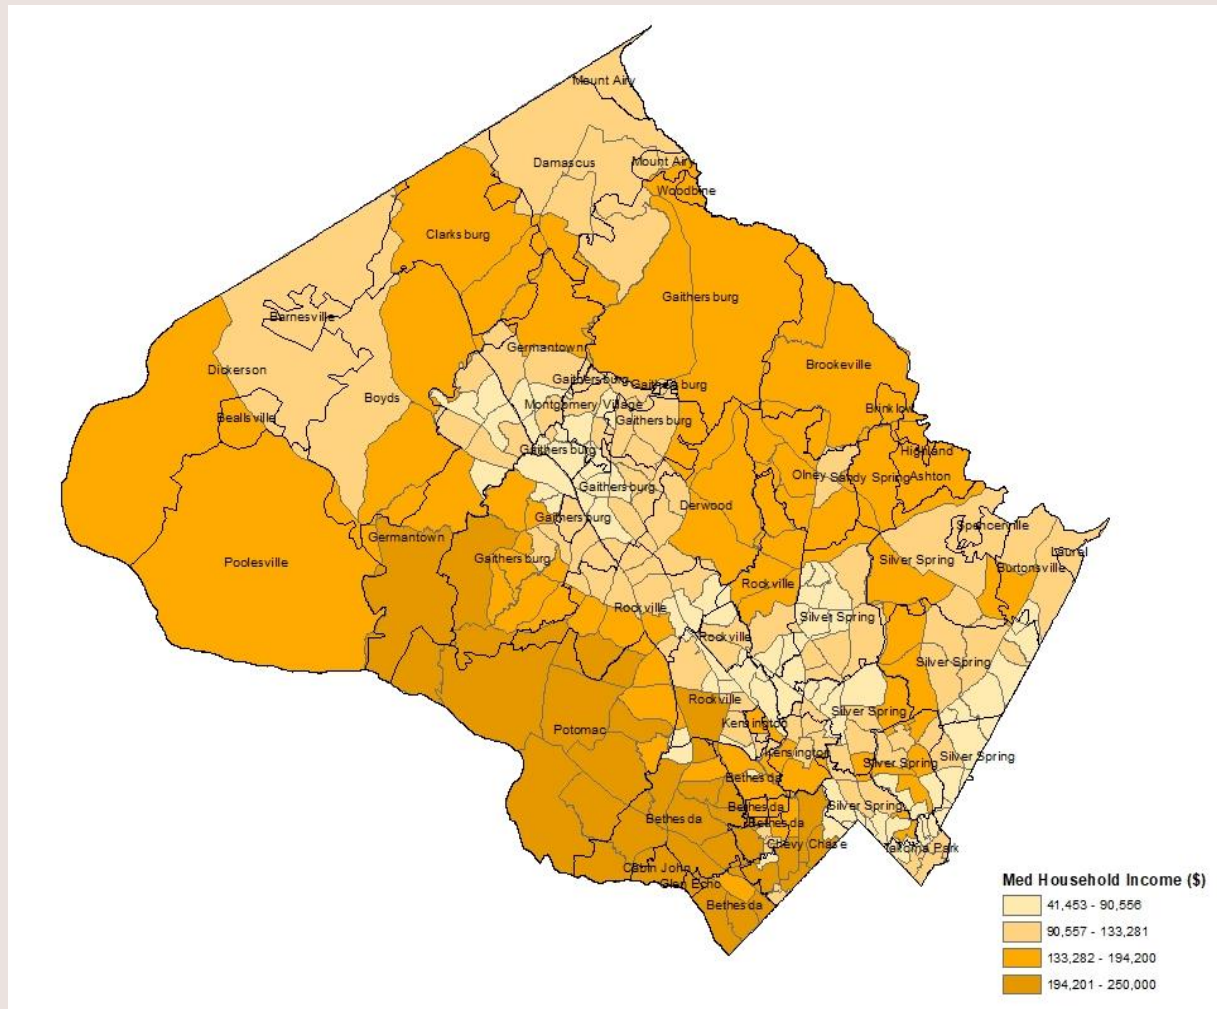 Mount Airy
Damascus
Mount Airy
Woodbine
Clarksburg
Gaithersburg
Barnesville
Germantown
Dickerson
Brookeville
Gaithersburg
Gaithersburg
Boyds
Montgomery Village
Brinklow
Beallsville
Gaithersburg
Gaithersburg
Highland
Olney
Sandy Spring
Ashton
Gaithersburg
Derwood
Gaithersburg
Spencerville
Germantown
Laurel
Gaithersburg
Silver Spring
Poolesville
Burtonsville
Rockville
Rockville
Silver Spring
Rockville
Silver Spring
Rockville
Silver Spring
Potomac
Kensington
Kensington
Silver Spring
Silver Spring
Bethesda
Bethesda
Silver Spring
Bethesda
Bethesda
Chevy Chase
Takoma Park
Cabin John
Glen Echo
Bethesda
Med Household Income ($)
41,453 - 90,556
90,557 - 133,281
133,282 - 194,200
194,201 - 250,000